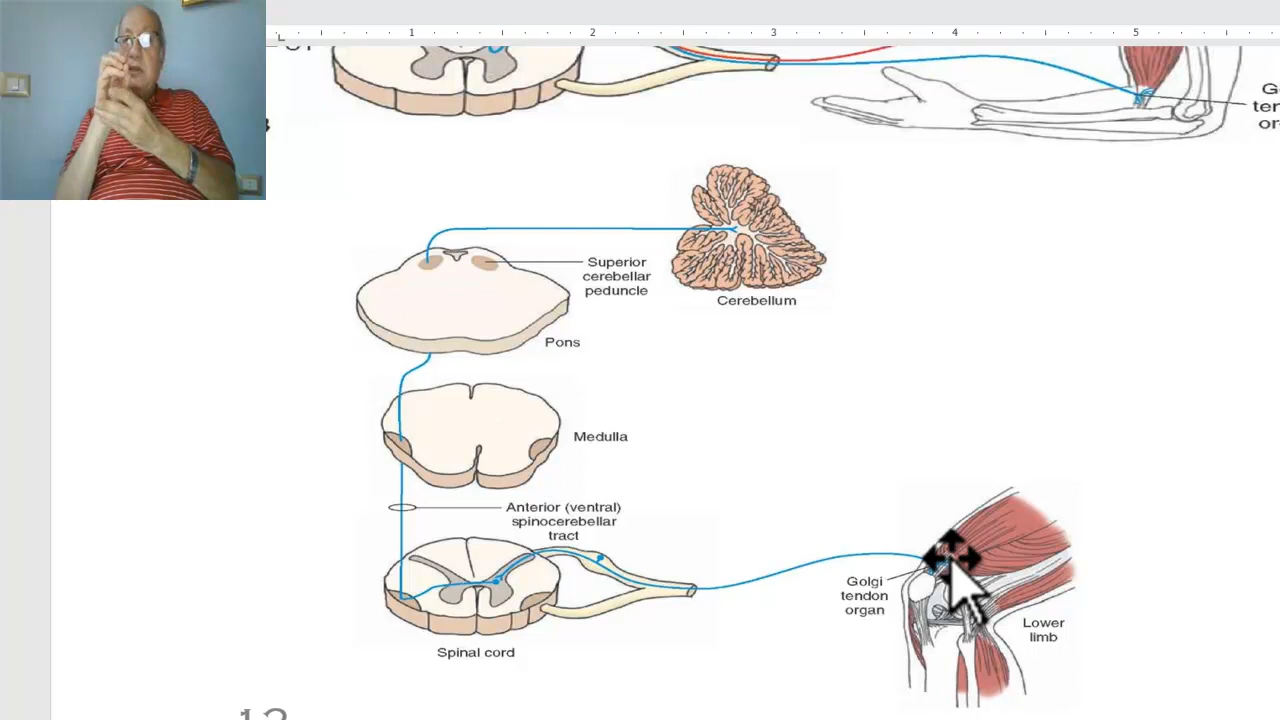 1 2 3 4 5
Superior
cerebellar
peduncle
Cerebellum
Pons
Medulla
Anterior (ventral)
spinocerebellar
tract
Golgi
tendon
organ
Lower
limb
Spinal cord